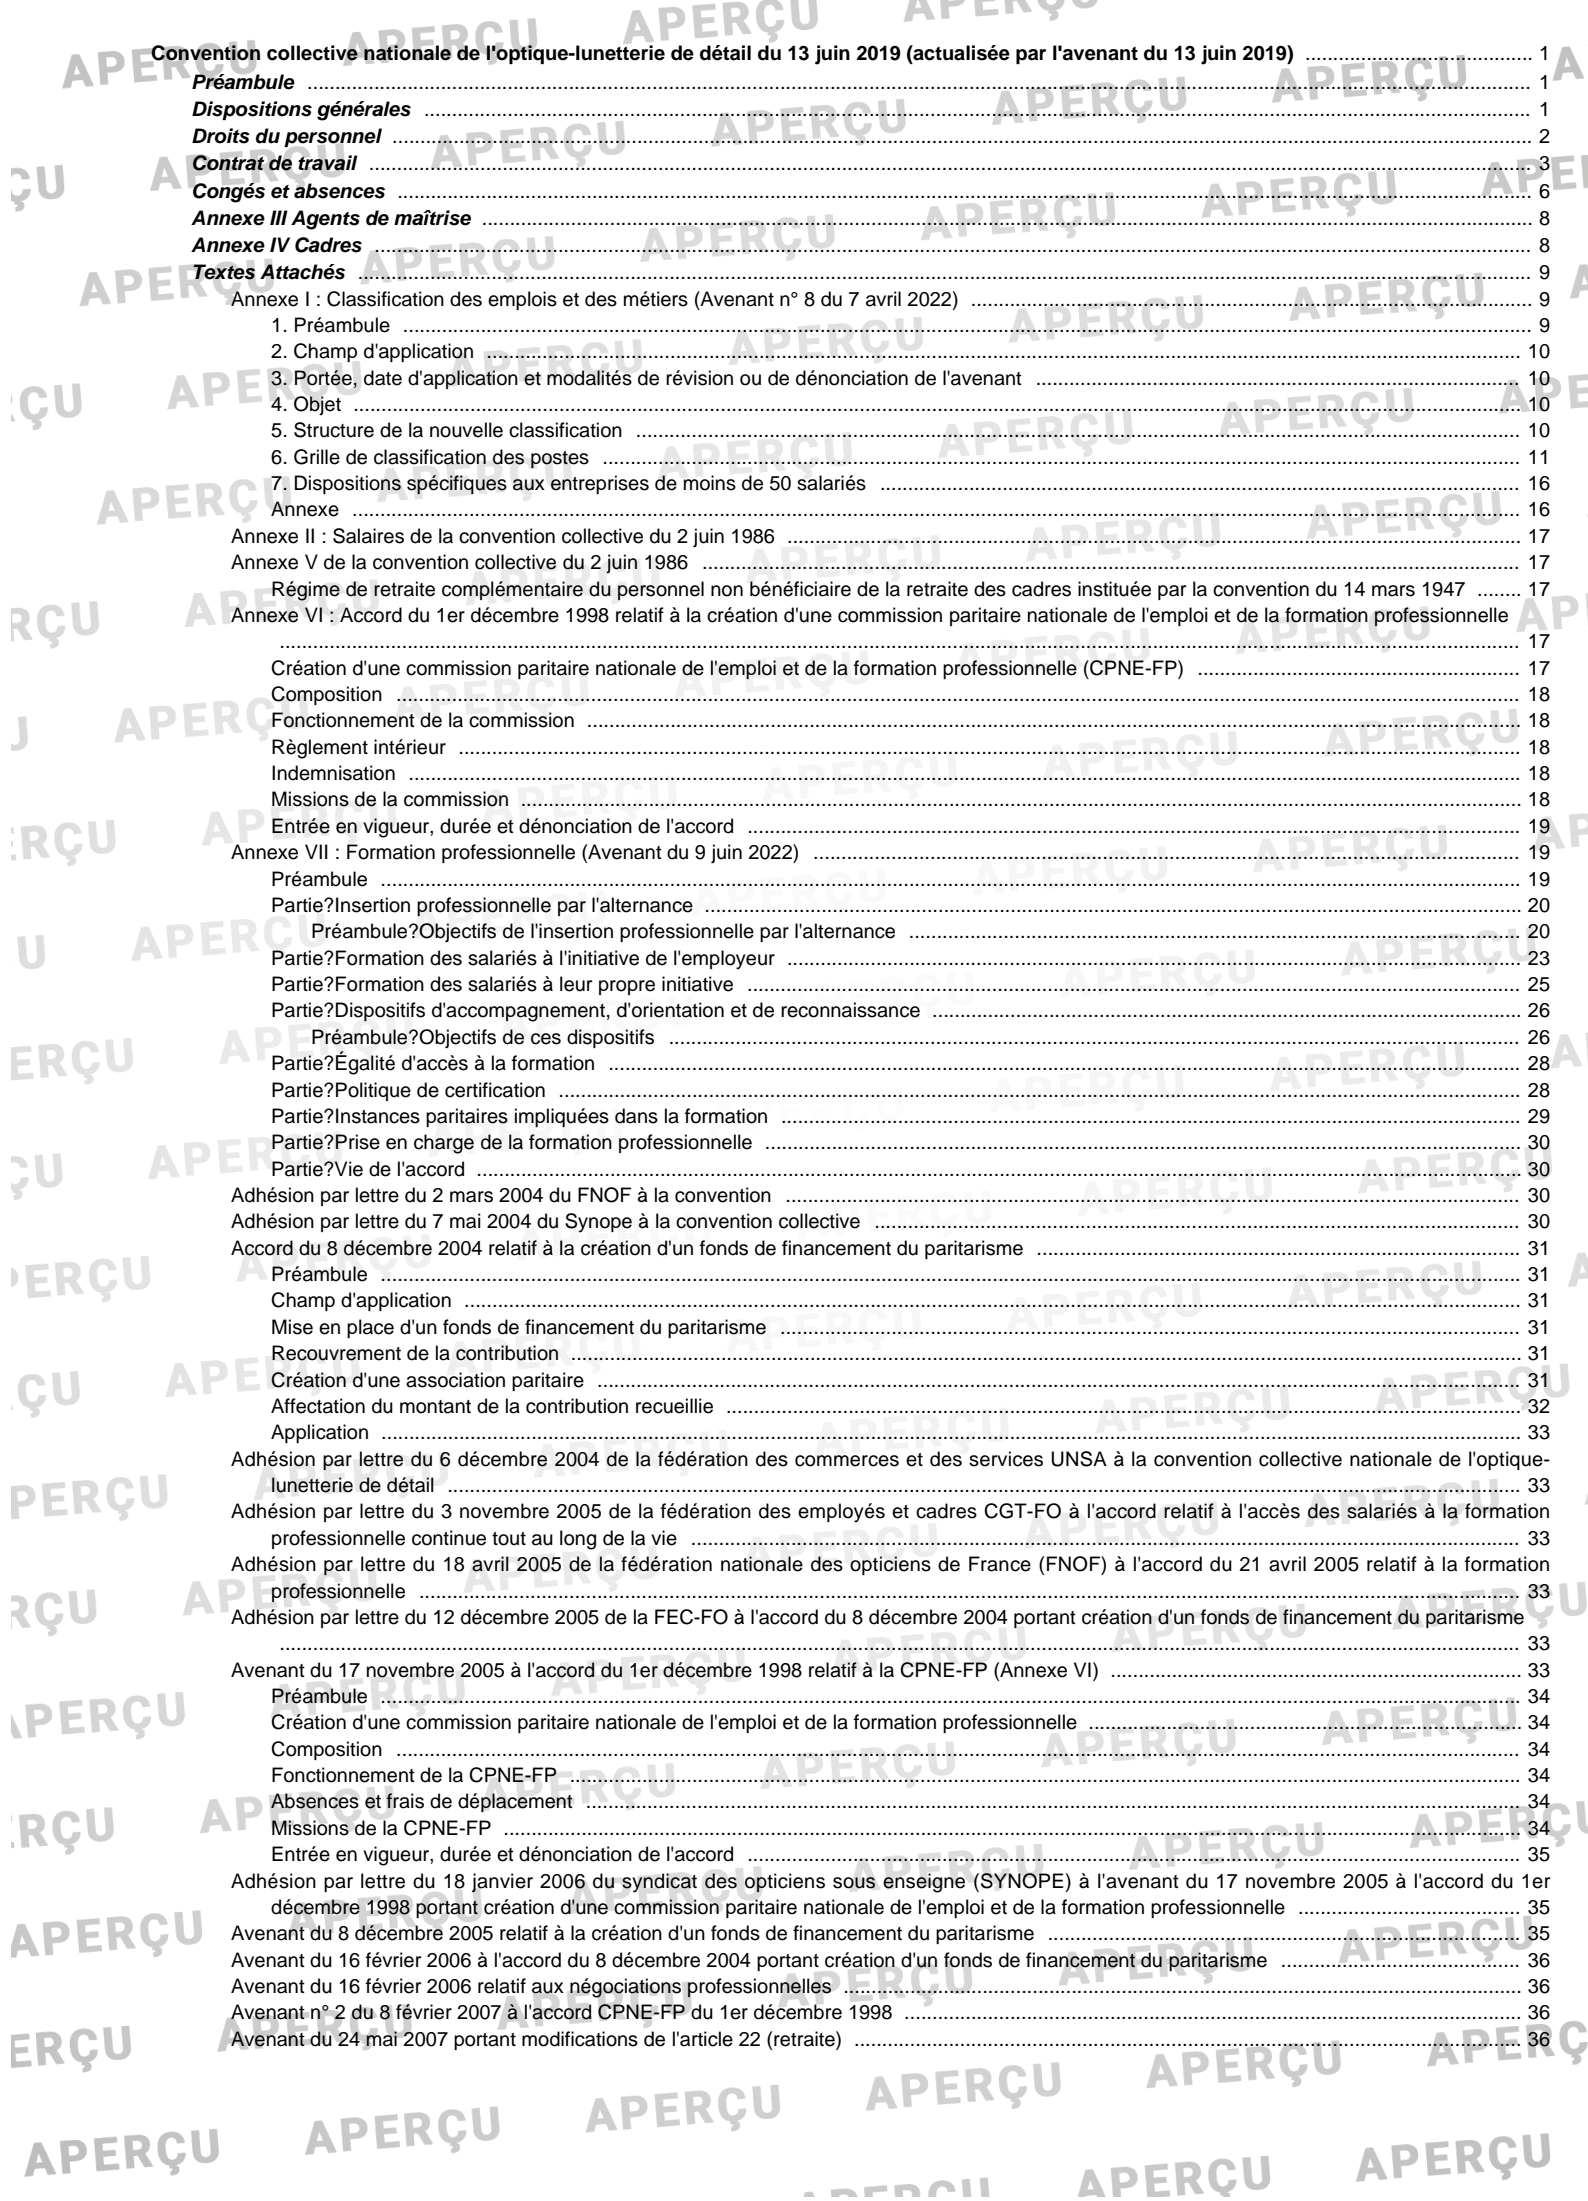 Convention collective nationale de l'optique-lunetterie de détail du 13 juin 2019 (actualisée par l'avenant du 13 juin 2019) ... 1
Préambule ... 1
Dispositions générales ... 1
Droits du personnel ... 2
Contrat de travail ... 3
Congés et absences ... 6
Annexe III Agents de maîtrise ... 8
Annexe IV Cadres ... 8
Textes Attachés ... 9
Annexe I : Classification des emplois et des métiers (Avenant n° 8 du 7 avril 2022) ... 9
1. Préambule ... 9
2. Champ d'application ... 10
3. Portée, date d'application et modalités de révision ou de dénonciation de l'avenant ... 10
4. Objet ... 10
5. Structure de la nouvelle classification ... 10
6. Grille de classification des postes ... 11
7. Dispositions spécifiques aux entreprises de moins de 50 salariés ... 16
Annexe ... 16
Annexe II : Salaires de la convention collective du 2 juin 1986 ... 17
Annexe V de la convention collective du 2 juin 1986 ... 17
Régime de retraite complémentaire du personnel non bénéficiaire de la retraite des cadres instituée par la convention du 14 mars 1947 ... 17
Annexe VI : Accord du 1er décembre 1998 relatif à la création d'une commission paritaire nationale de l'emploi et de la formation professionnelle
... 17
Création d'une commission paritaire nationale de l'emploi et de la formation professionnelle (CPNE-FP) ... 17
Composition ... 18
Fonctionnement de la commission ... 18
Règlement intérieur ... 18
Indemnisation ... 18
Missions de la commission ... 18
Entrée en vigueur, durée et dénonciation de l'accord ... 19
Annexe VII : Formation professionnelle (Avenant du 9 juin 2022) ... 19
Préambule ... 19
Partie?Insertion professionnelle par l'alternance ... 20
Préambule?Objectifs de l'insertion professionnelle par l'alternance ... 20
Partie?Formation des salariés à l'initiative de l'employeur ... 23
Partie?Formation des salariés à leur propre initiative ... 25
Partie?Dispositifs d'accompagnement, d'orientation et de reconnaissance ... 26
Préambule?Objectifs de ces dispositifs ... 26
Partie?Égalité d'accès à la formation ... 28
Partie?Politique de certification ... 28
Partie?Instances paritaires impliquées dans la formation ... 29
Partie?Prise en charge de la formation professionnelle ... 30
Partie?Vie de l'accord ... 30
Adhésion par lettre du 2 mars 2004 du FNOF à la convention ... 30
Adhésion par lettre du 7 mai 2004 du Synope à la convention collective ... 30
Accord du 8 décembre 2004 relatif à la création d'un fonds de financement du paritarisme ... 31
Préambule ... 31
Champ d'application ... 31
Mise en place d'un fonds de financement du paritarisme ... 31
Recouvrement de la contribution ... 31
Création d'une association paritaire ... 31
Affectation du montant de la contribution recueillie ... 32
Application ... 33
Adhésion par lettre du 6 décembre 2004 de la fédération des commerces et des services UNSA à la convention collective nationale de l'optique-
lunetterie de détail ... 33
Adhésion par lettre du 3 novembre 2005 de la fédération des employés et cadres CGT-FO à l'accord relatif à l'accès des salariés à la formation
professionnelle continue tout au long de la vie ... 33
Adhésion par lettre du 18 avril 2005 de la fédération nationale des opticiens de France (FNOF) à l'accord du 21 avril 2005 relatif à la formation
professionnelle ... 33
Adhésion par lettre du 12 décembre 2005 de la FEC-FO à l'accord du 8 décembre 2004 portant création d'un fonds de financement du paritarisme
... 33
Avenant du 17 novembre 2005 à l'accord du 1er décembre 1998 relatif à la CPNE-FP (Annexe VI) ... 33
Préambule ... 34
Création d'une commission paritaire nationale de l'emploi et de la formation professionnelle ... 34
Composition ... 34
Fonctionnement de la CPNE-FP ... 34
Absences et frais de déplacement ... 34
Missions de la CPNE-FP ... 34
Entrée en vigueur, durée et dénonciation de l'accord ... 35
Adhésion par lettre du 18 janvier 2006 du syndicat des opticiens sous enseigne (SYNOPE) à l'avenant du 17 novembre 2005 à l'accord du 1er
décembre 1998 portant création d'une commission paritaire nationale de l'emploi et de la formation professionnelle ... 35
Avenant du 8 décembre 2005 relatif à la création d'un fonds de financement du paritarisme ... 35
Avenant du 16 février 2006 à l'accord du 8 décembre 2004 portant création d'un fonds de financement du paritarisme ... 36
Avenant du 16 février 2006 relatif aux négociations professionnelles ... 36
Avenant n° 2 du 8 février 2007 à l'accord CPNE-FP du 1er décembre 1998 ... 36
Avenant du 24 mai 2007 portant modifications de l'article 22 (retraite) ... 36
APERÇU